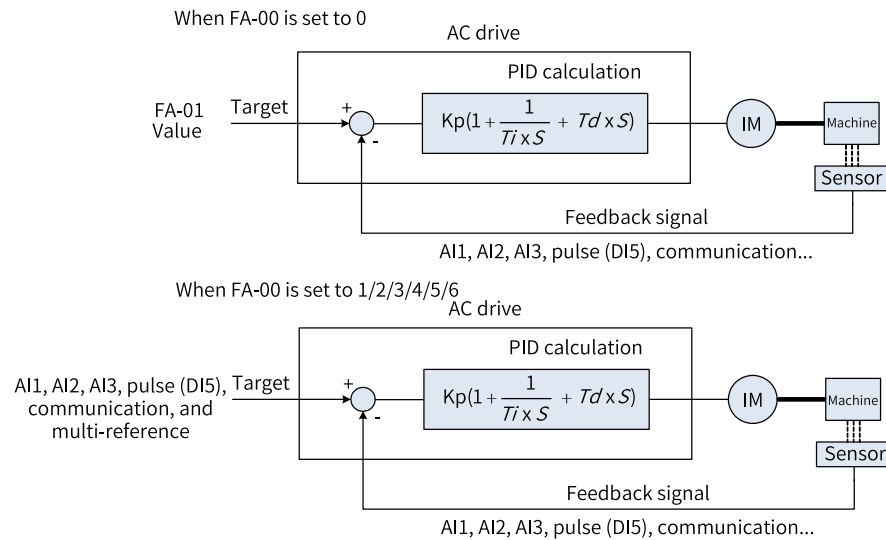 When FA-00 is set to 0
AC drive
PID calculation
FA-01
Value
Target
+
-
Kp(1 + 1/(Ti x S) + Td x S)
IM
Machine
Sensor
Feedback signal
AI1, AI2, AI3, pulse (DI5), communication...
When FA-00 is set to 1/2/3/4/5/6
AC drive
PID calculation
AI1, AI2, AI3, pulse (DI5),
communication, and
multi-reference
Target
+
-
Kp(1 + 1/(Ti x S) + Td x S)
IM
Machine
Sensor
Feedback signal
AI1, AI2, AI3, pulse (DI5), communication...